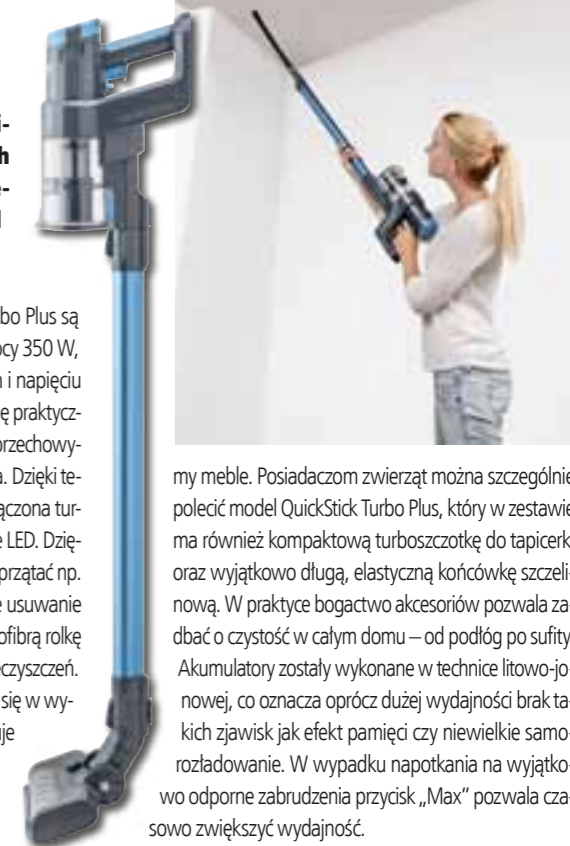 i-
h
e-
l
bo Plus są
ocy 350 W,
n i napięciu
ę praktycz-
orzechowy-
a. Dzięki te-
ączona tur-
e LED. Dzię-
przątać np.
e usuwanie
ofibrą rolkę
eczyszczeń.
się w wy-
uje
my meble. Posiadaczom zwierząt można szczególnie
polecić model QuickStick Turbo Plus, który w zestawie
ma również kompaktową turboszczotkę do tapicerk
oraz wyjątkowo długą, elastyczną końcówkę szczeli-
nową. W praktyce bogactwo akcesoriów pozwala za-
dbać o czystość w całym domu – od podłóg po sufity
Akumulatory zostały wykonane w technice litowo-jo-
nowej, co oznacza oprócz dużej wydajności brak ta-
kich zjawisk jak efekt pamięci czy niewielkie samo-
rozładowanie. W wypadku napotkania na wyjątko-
wo odporne zabrudzenia przycisk „Max” pozwala cza-
sowo zwiększyć wydajność.